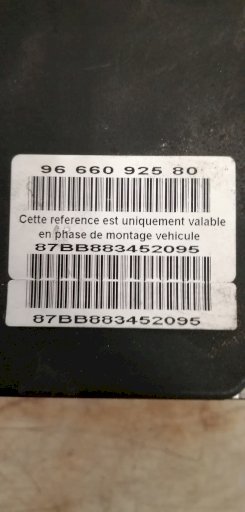 96 660 925 80
Cette reference est uniquement valable
en phase de montage vehicule
87BB883452095
87BB883452095